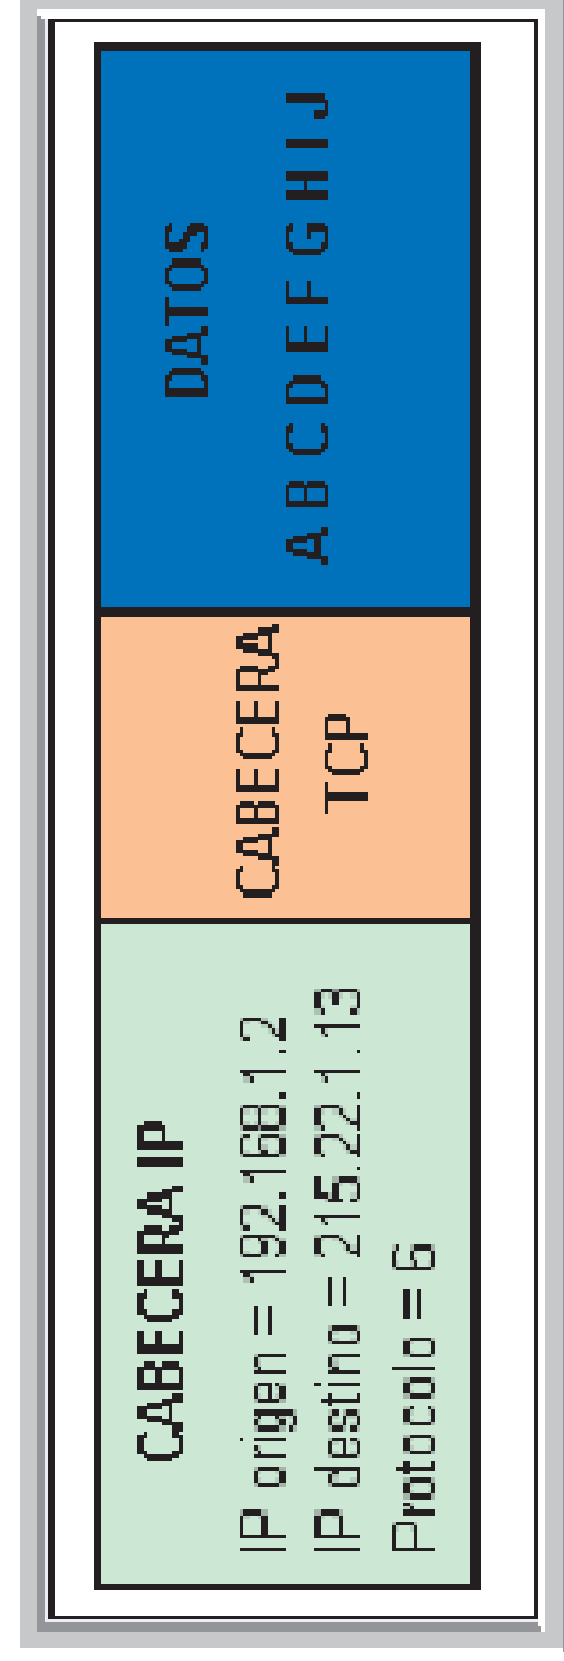 CABECERA IP
IP origen = 192.168.1.2
IP destino = 215.22.1.13
Protocolo = 6
CABECERA
TCP
DATOS
A B C D E F G H I J